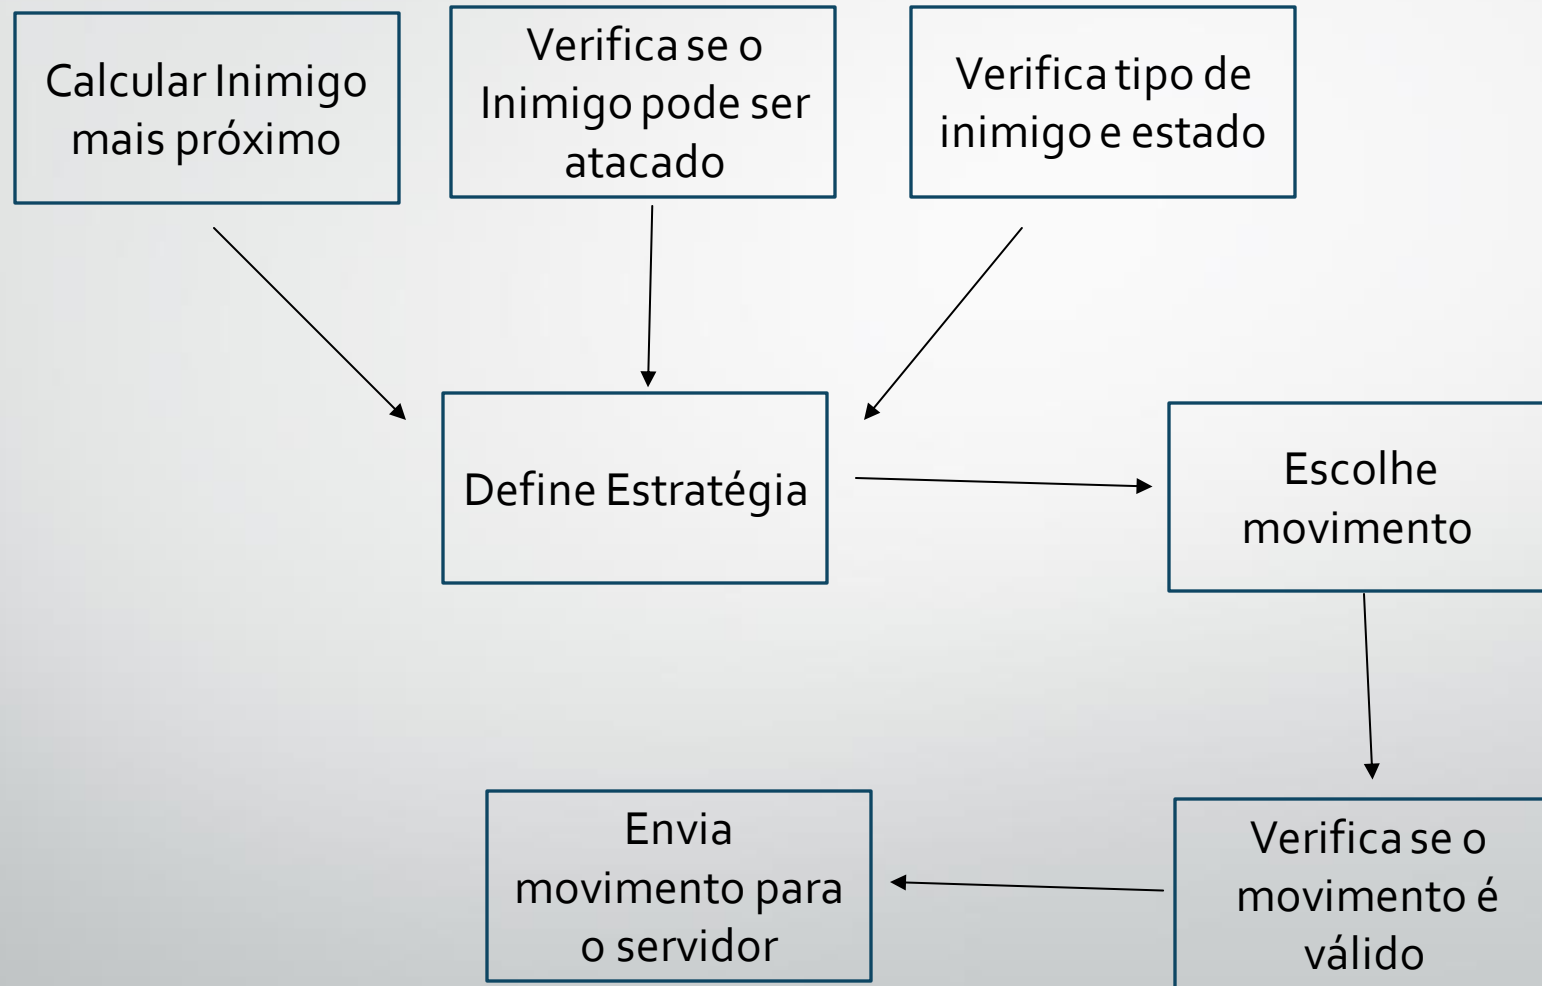 Calcular Inimigo
mais próximo
Verifica se o
Inimigo pode ser
atacado
Verifica tipo de
inimigo e estado
Define Estratégia
Escolhe
movimento
Envia
movimento para
o servidor
Verifica se o
movimento é
válido